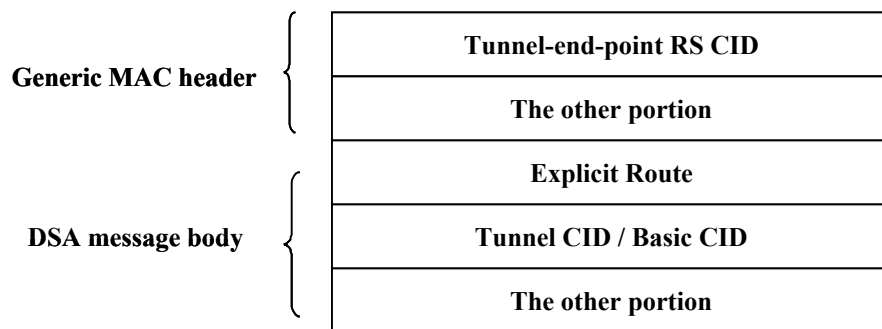 Tunnel-end-point RS CID
Generic MAC header
The other portion
Explicit Route
DSA message body
Tunnel CID / Basic CID
The other portion